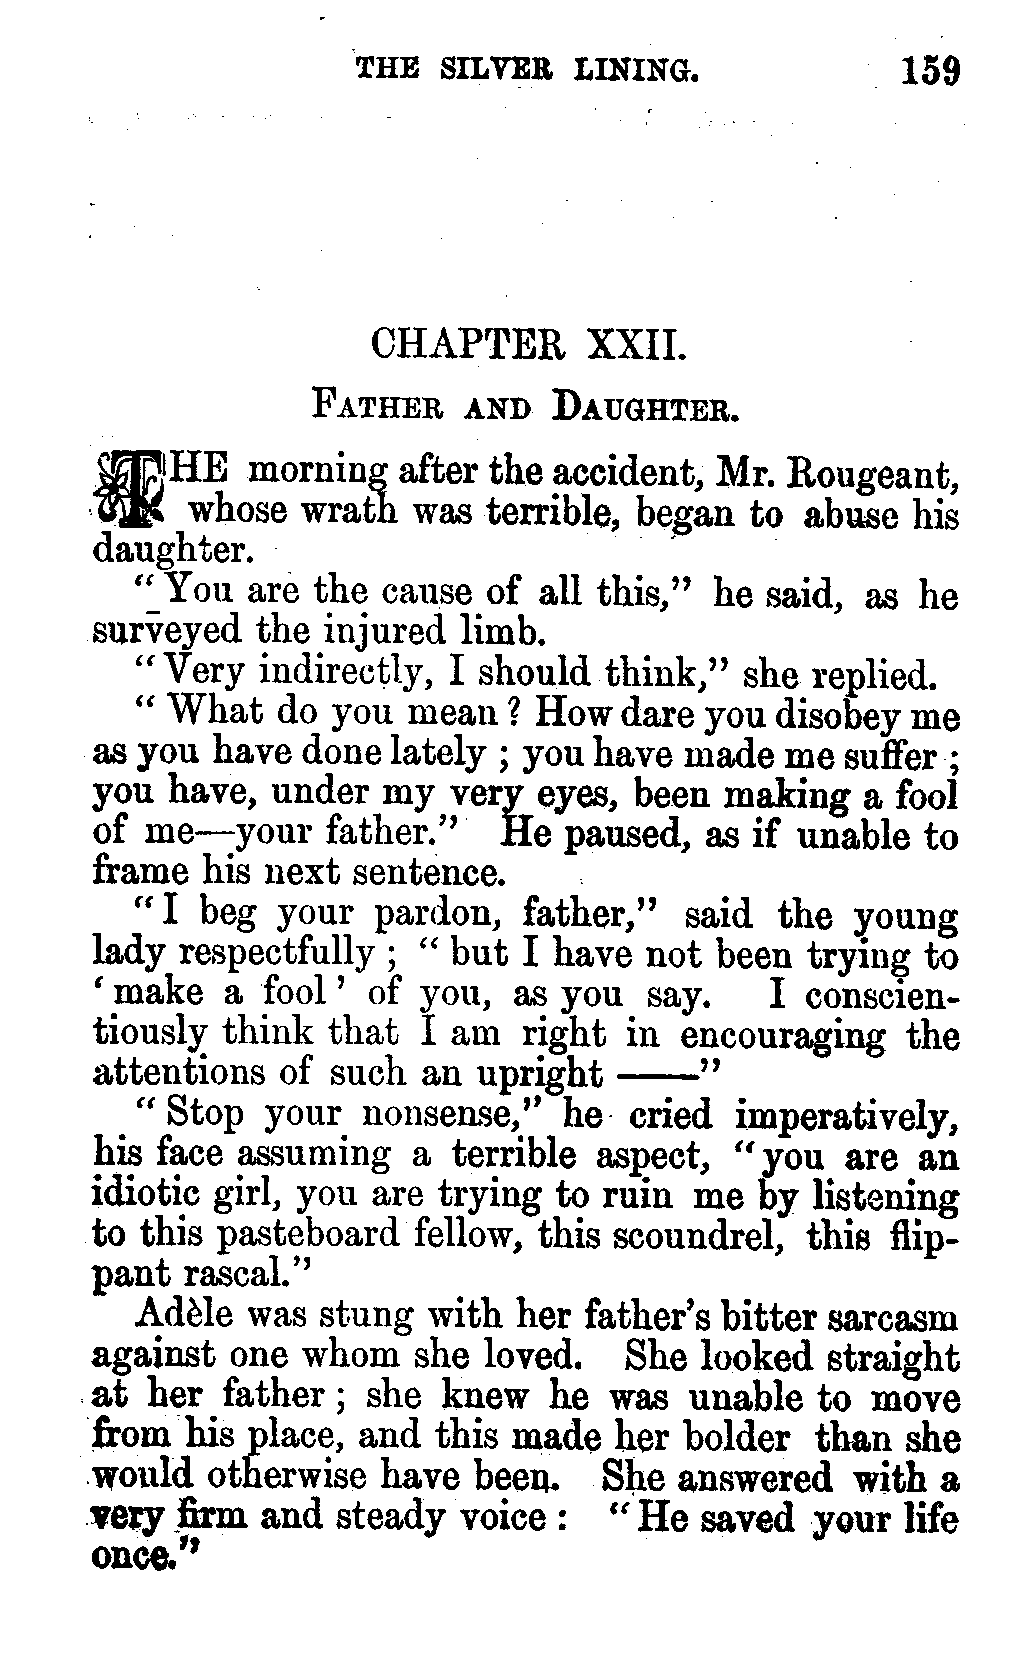 THE SILVER LINING. 159
CHAPTER XXII.
FATHER AND DAUGHTER.
THE morning after the accident, Mr. Rougeant,
whose wrath was terrible, began to abuse his
daughter.
"You are the cause of all this," he said, as he
surveyed the injured limb.
"Very indirectly, I should think," she replied.
"What do you mean? How dare you disobey me
as you have done lately; you have made me suffer;
you have, under my very eyes, been making a fool
of me—your father." He paused, as if unable to
frame his next sentence.
"I beg your pardon, father," said the young
lady respectfully; "but I have not been trying to
'make a fool' of you, as you say. I conscien-
tiously think that I am right in encouraging the
attentions of such an upright ——"
"Stop your nonsense," he cried imperatively,
his face assuming a terrible aspect, "you are an
idiotic girl, you are trying to ruin me by listening
to this pasteboard fellow, this scoundrel, this flip-
pant rascal."
Adèle was stung with her father's bitter sarcasm
against one whom she loved. She looked straight
at her father; she knew he was unable to move
from his place, and this made her bolder than she
would otherwise have been. She answered with a
very firm and steady voice: "He saved your life
once."